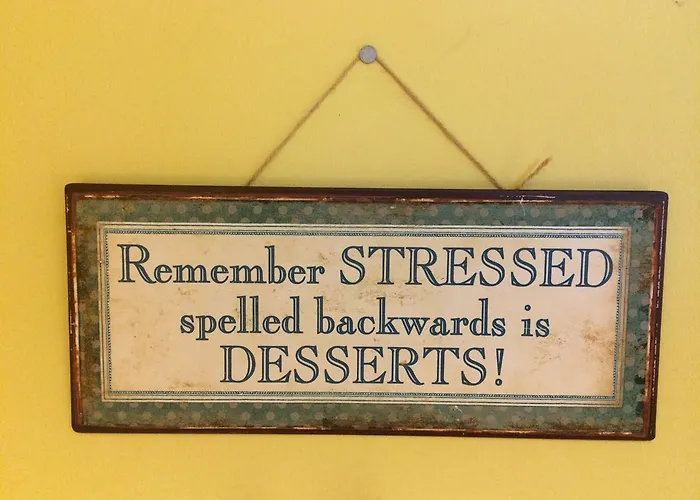 Remember STRESSED
spelled backwards is
DESSERTS!